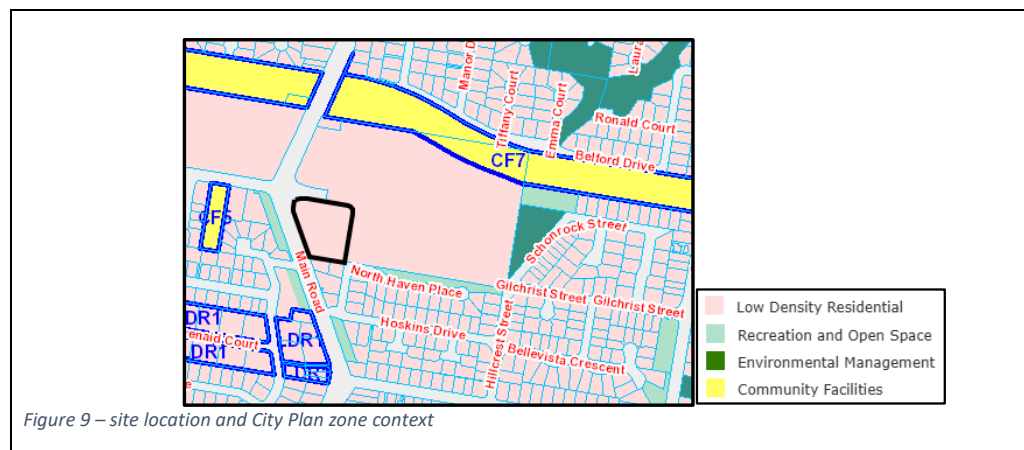 Manor D
Laura
Tiffany Court
Emma Court
Ronald Court
Belford Drive
CF7
CF5
Schonrock Street
Main Road
North Haven Place
Gilchrist Street
Gilchrist Street
Hoskins Drive
DR1
LDR1
enaid Court
DR1
Hillcrest Street
Bellevista Crescent
Low Density Residential
Recreation and Open Space
Environmental Management
Community Facilities
Figure 9 – site location and City Plan zone context